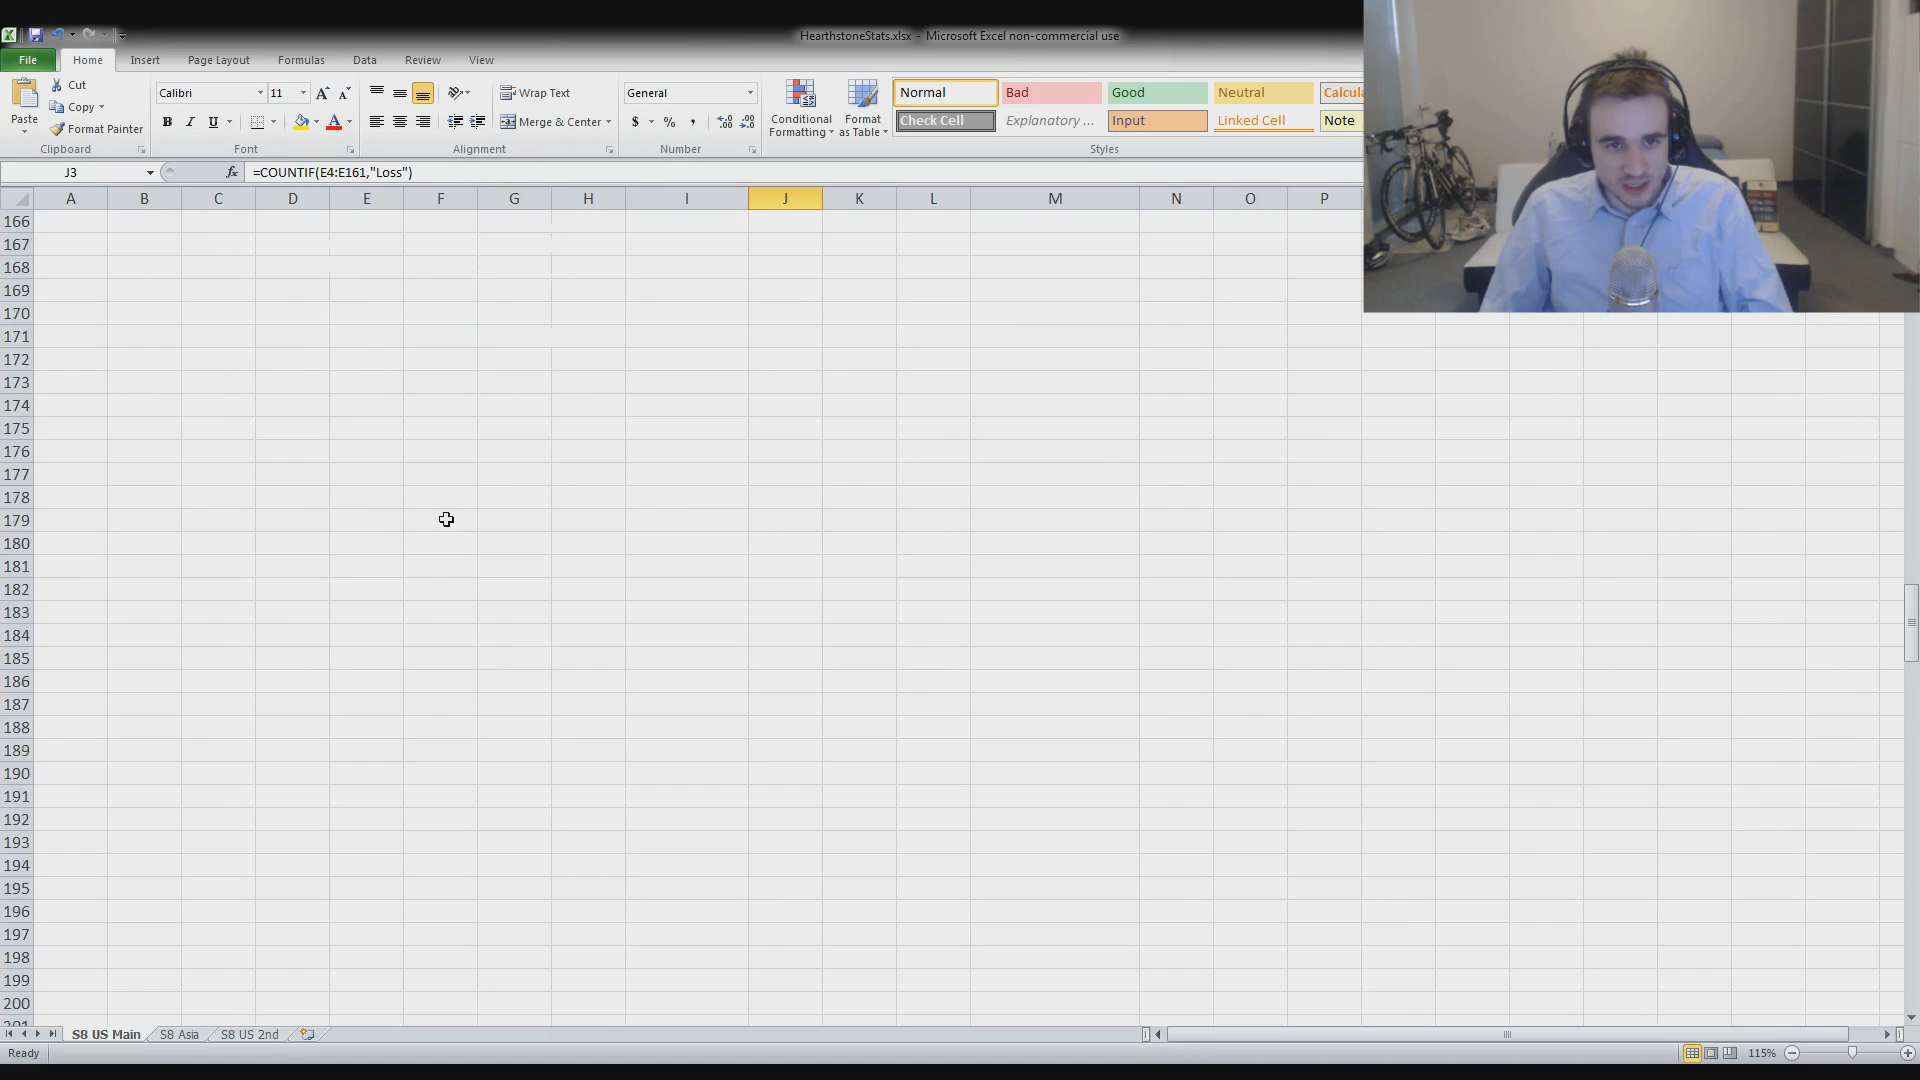 HearthstoneStats.xlsx - Microsoft Excel non-commercial use
File Home Insert Page Layout Formulas Data Review View
Paste
Cut
Copy
Format Painter
Clipboard
Calibri 11
B I U
Font
Wrap Text
Merge & Center
Alignment
General
$ % ,
Number
Conditional Formatting
Format as Table
Normal Bad Good Neutral
Check Cell Explanatory ... Input Linked Cell Note
Styles
J3 fx =COUNTIF(E4:E161,"Loss")
A B C D E F G H I J K L M N O P
166
167
168
169
170
171
172
173
174
175
176
177
178
179
180
181
182
183
184
185
186
187
188
189
190
191
192
193
194
195
196
197
198
199
200
S8 US Main S8 Asia S8 US 2nd
Ready 115%